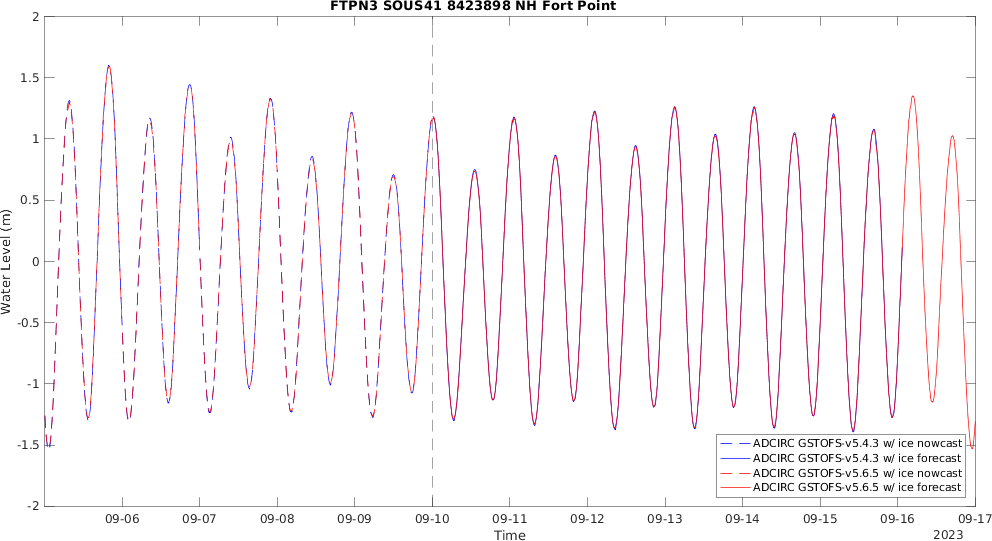 FTPN3 SOUS41 8423898 NH Fort Point
2
1.5
1
0.5
0
-0.5
-1
-1.5
-2
Water Level (m)
ADCIRC GSTOFS-v5.4.3 w/ ice nowcast
ADCIRC GSTOFS-v5.4.3 w/ ice forecast
ADCIRC GSTOFS-v5.6.5 w/ ice nowcast
ADCIRC GSTOFS-v5.6.5 w/ ice forecast
09-06 09-07 09-08 09-09 09-10 09-11 09-12 09-13 09-14 09-15 09-16 09-17
Time
2023